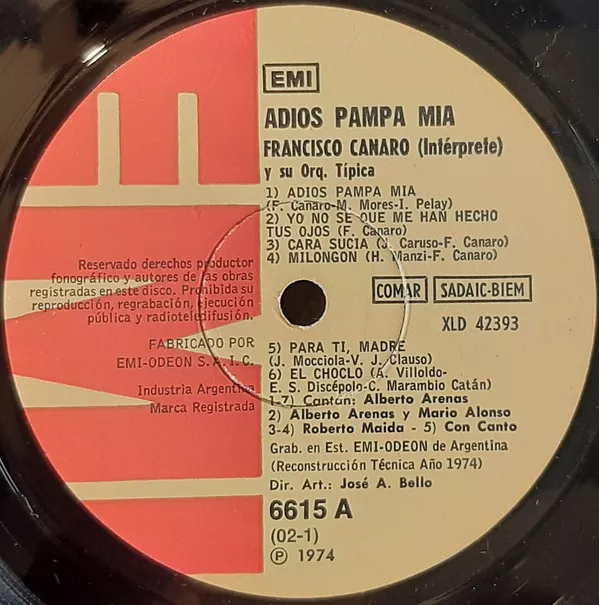 EMI
ADIOS PAMPA MIA
FRANCISCO CANARO (Intérprete)
y su Orq. Típica
1) ADIOS PAMPA MIA
(F. Canaro-M. Mores-I. Pelay)
2) YO NO SE QUE ME HAN HECHO
TUS OJOS (F. Canaro)
3) CARA SUCIA (J. Caruso-F. Canaro)
4) MILONGON (H. Manzi-F. Canaro)
Reservado derechos productor
fonográfico y autores de las obras
registradas en este disco. Prohibida su
reproducción, regrabación, ejecución
pública y radioteledifusión.
FABRICADO POR
EMI-ODEON S.A.I.C.
Industria Argentina
Marca Registrada
COMAR SADAIC-BIEM
XLD 42393
5) PARA TI, MADRE
(J. Mocciola-V. J. Clauso)
6) EL CHOCLO (A. Villoldo-
E. S. Discépolo-C. Marambio Catán)
1-7) Cantan: Alberto Arenas
2) Alberto Arenas y Mario Alonso
3-4) Roberto Maida - 5) Con Canto
Grab. en Est. EMI-ODEON de Argentina
(Reconstrucción Técnica Año 1974)
Dir. Art.: José A. Bello
6615 A
(02-1)
℗ 1974